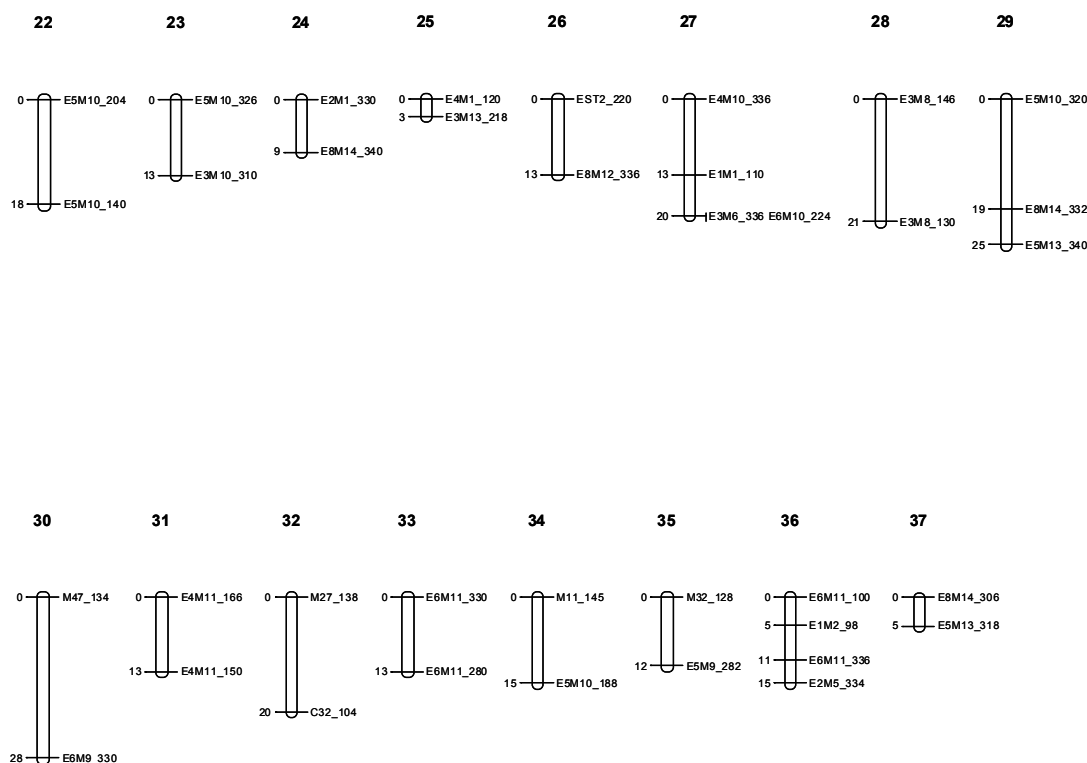 22 23 24 25 26 27 28 29
0 E5M10_204 0 E5M10_326 0 E2M1_330 0 E4M1_120 0 EST2_220 0 E4M10_336 0 E3M8_146 0 E5M10_320
3 E3M13_218
9 E8M14_340
13 E3M10_310 13 E8M12_336 13 E1M1_110
18 E5M10_140 19 E8M14_332
20 E3M6_336 E6M10_224 21 E3M8_130
25 E5M13_340
30 31 32 33 34 35 36 37
0 M47_134 0 E4M11_166 0 M27_138 0 E6M11_330 0 M11_145 0 M32_128 0 E6M11_100 0 E8M14_306
5 E1M2_98 5 E5M13_318
12 E5M9_282 11 E6M11_336
13 E4M11_150 13 E6M11_280
15 E5M10_188 15 E2M5_334
20 C32_104
28 E6M9_330